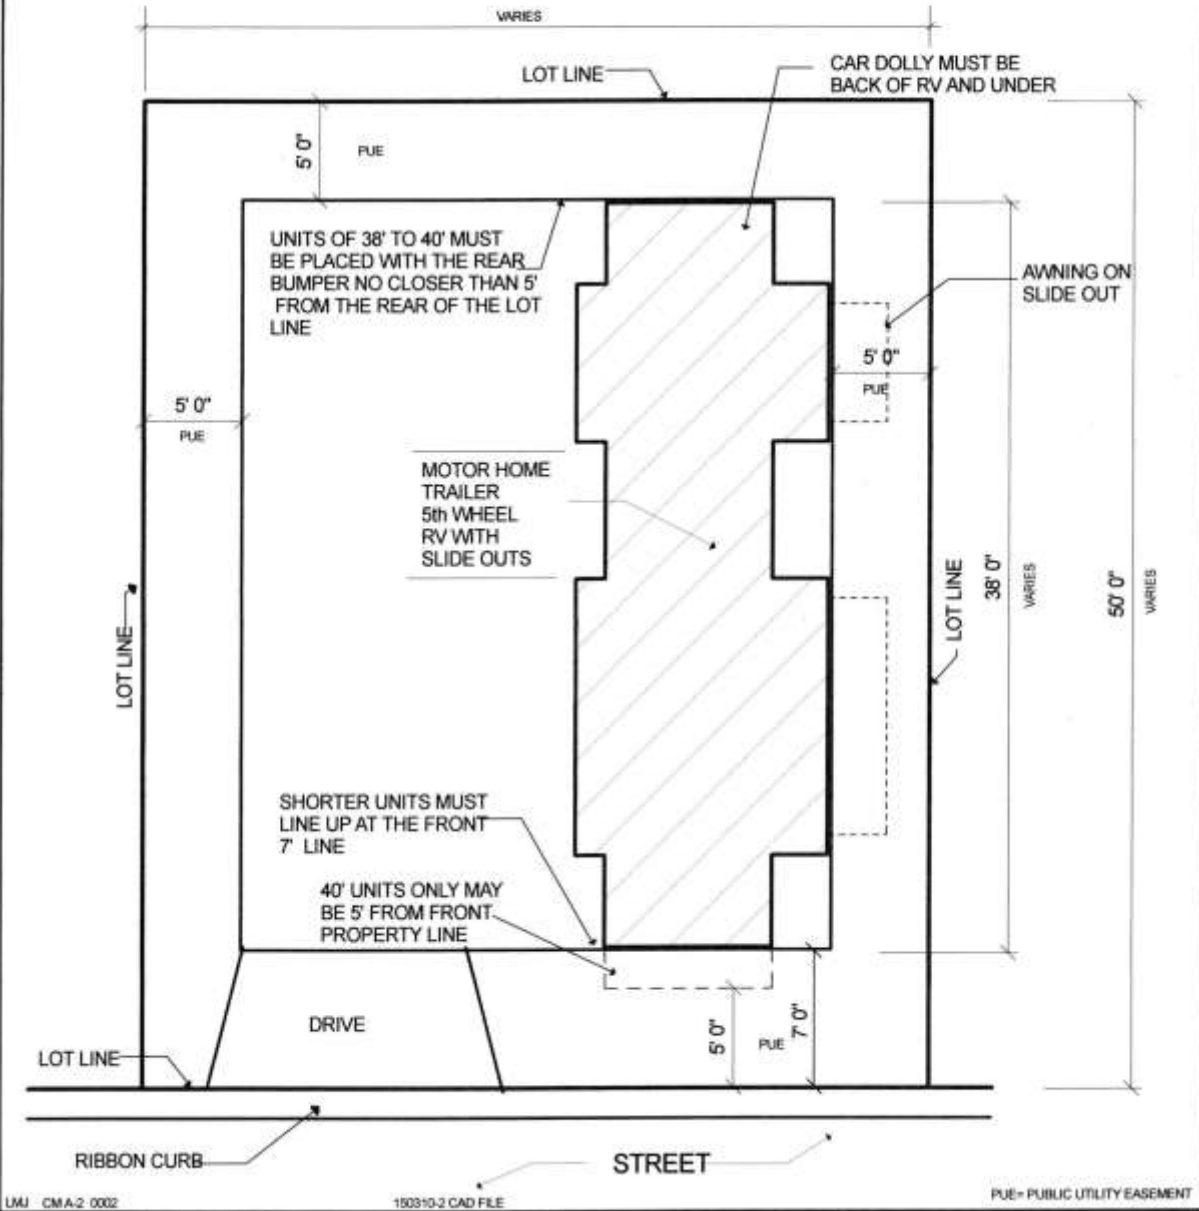 VARIES
LOT LINE
CAR DOLLY MUST BE
BACK OF RV AND UNDER
5' 0"
PUE
UNITS OF 38' TO 40' MUST
BE PLACED WITH THE REAR
BUMPER NO CLOSER THAN 5'
FROM THE REAR OF THE LOT
LINE
AWNING ON
SLIDE OUT
5' 0"
PUE
5' 0"
PUE
MOTOR HOME
TRAILER
5th WHEEL
RV WITH
SLIDE OUTS
LOT LINE
LOT LINE
38' 0"
VARIES
50' 0"
VARIES
SHORTER UNITS MUST
LINE UP AT THE FRONT
7' LINE
40' UNITS ONLY MAY
BE 5' FROM FRONT
PROPERTY LINE
DRIVE
5' 0"
PUE
7' 0"
LOT LINE
RIBBON CURB
STREET
LMJ CM A-2 0002
150310-2 CAD FILE
PUE= PUBLIC UTILITY EASEMENT